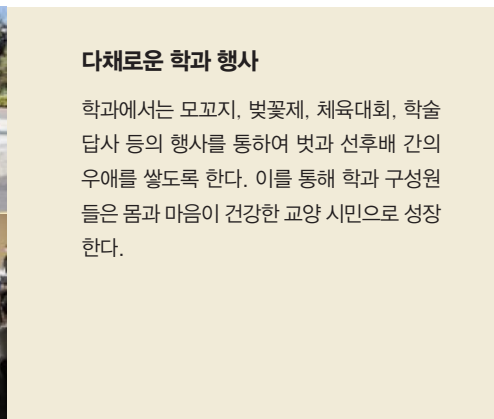 다채로운 학과 행사
학과에서는 모꼬지, 벚꽃제, 체육대회, 학술
답사 등의 행사를 통하여 벗과 선후배 간의
우애를 쌓도록 한다. 이를 통해 학과 구성원
들은 몸과 마음이 건강한 교양 시민으로 성장
한다.